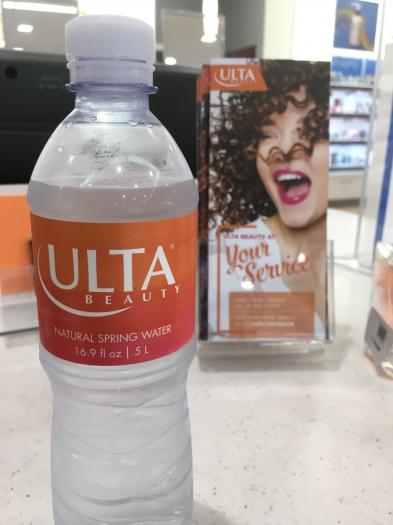 ULTA
BEAUTY
NATURAL SPRING WATER
16.9 fl oz | .5 L
ULTA
ULTA BEAUTY AT
Your
Service